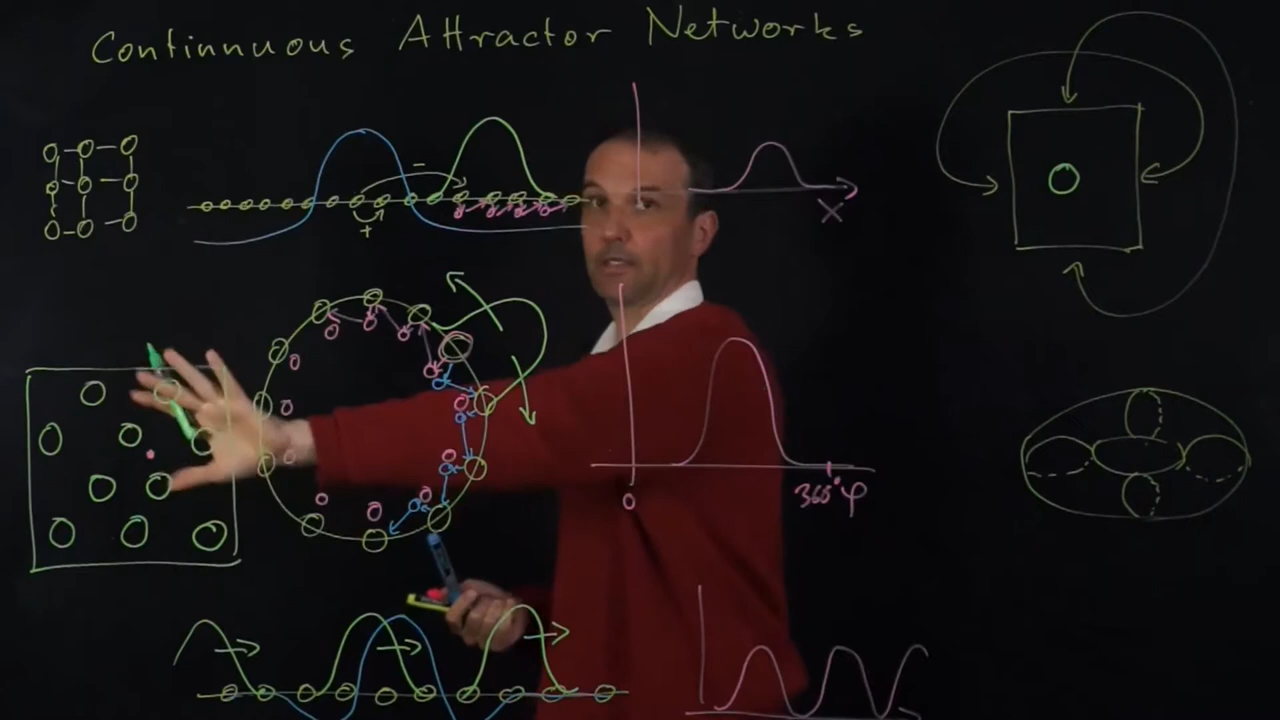 Continnuous Attractor Networks
−
+
X
0
360° φ